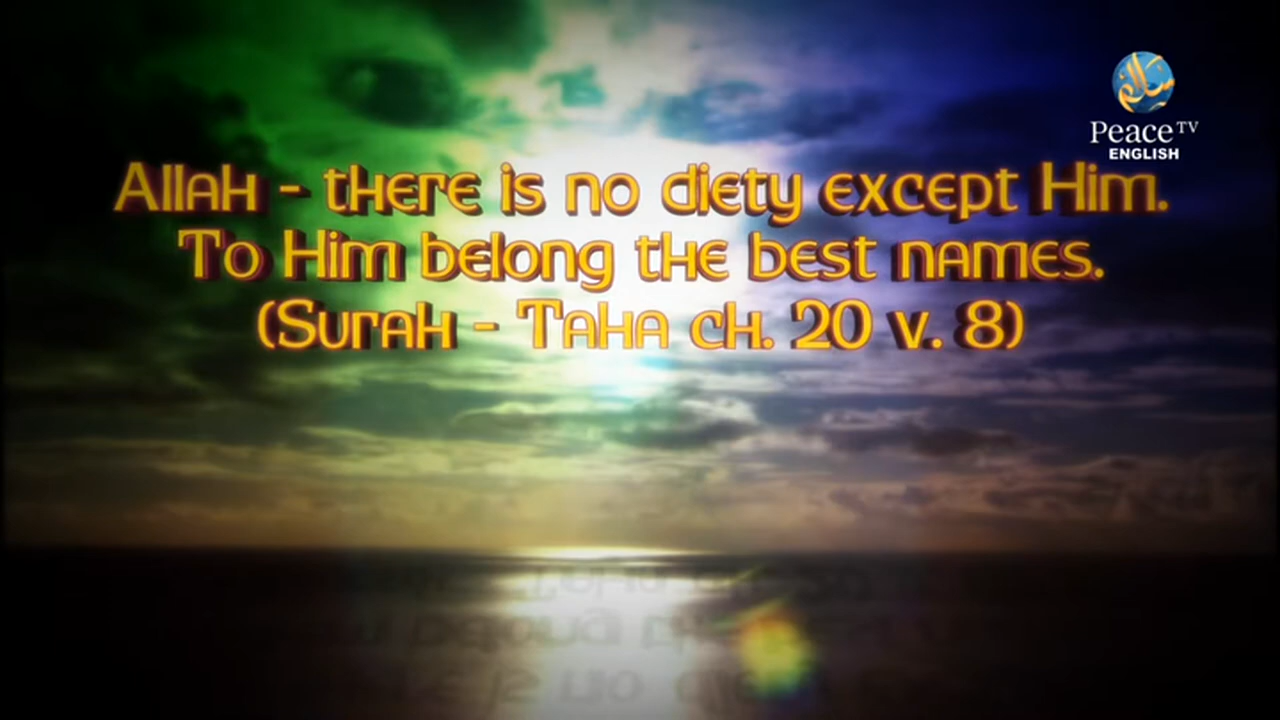 Peace TV
ENGLISH
Allah - there is no diety except Him.
To Him belong the best names.
(Surah - Taha ch. 20 v. 8)